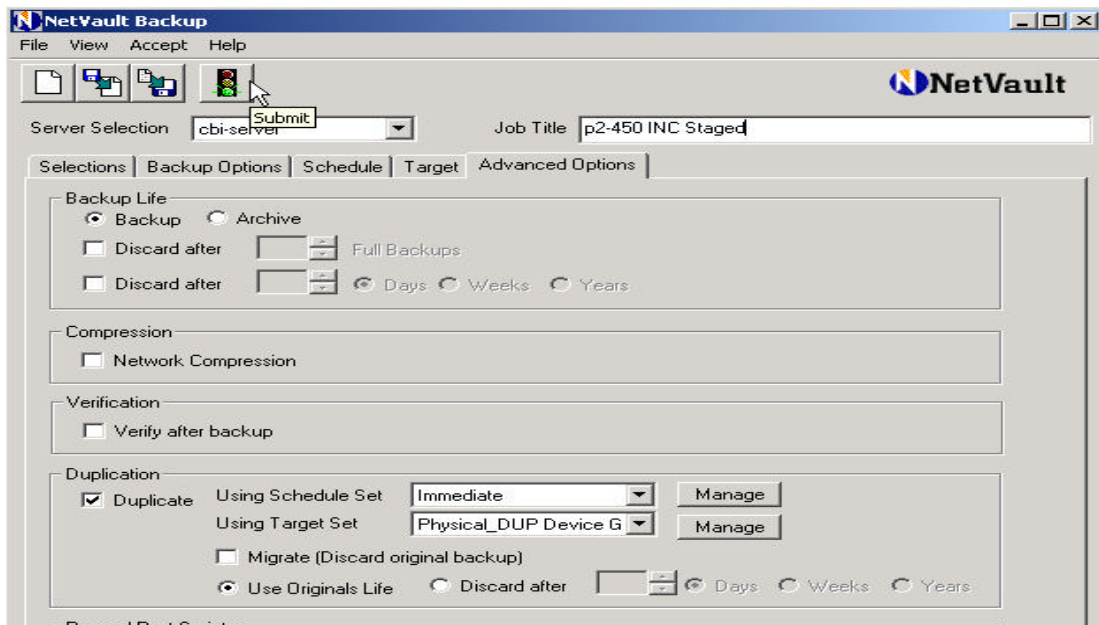 NetVault Backup
File View Accept Help
NetVault
Submit
Server Selection cbi-server Job Title p2-450 INC Staged
Selections Backup Options Schedule Target Advanced Options
Backup Life
Backup Archive
Discard after Full Backups
Discard after Days Weeks Years
Compression
Network Compression
Verification
Verify after backup
Duplication
Duplicate Using Schedule Set Immediate Manage
Using Target Set Physical_DUP Device G Manage
Migrate (Discard original backup)
Use Originals Life Discard after Days Weeks Years